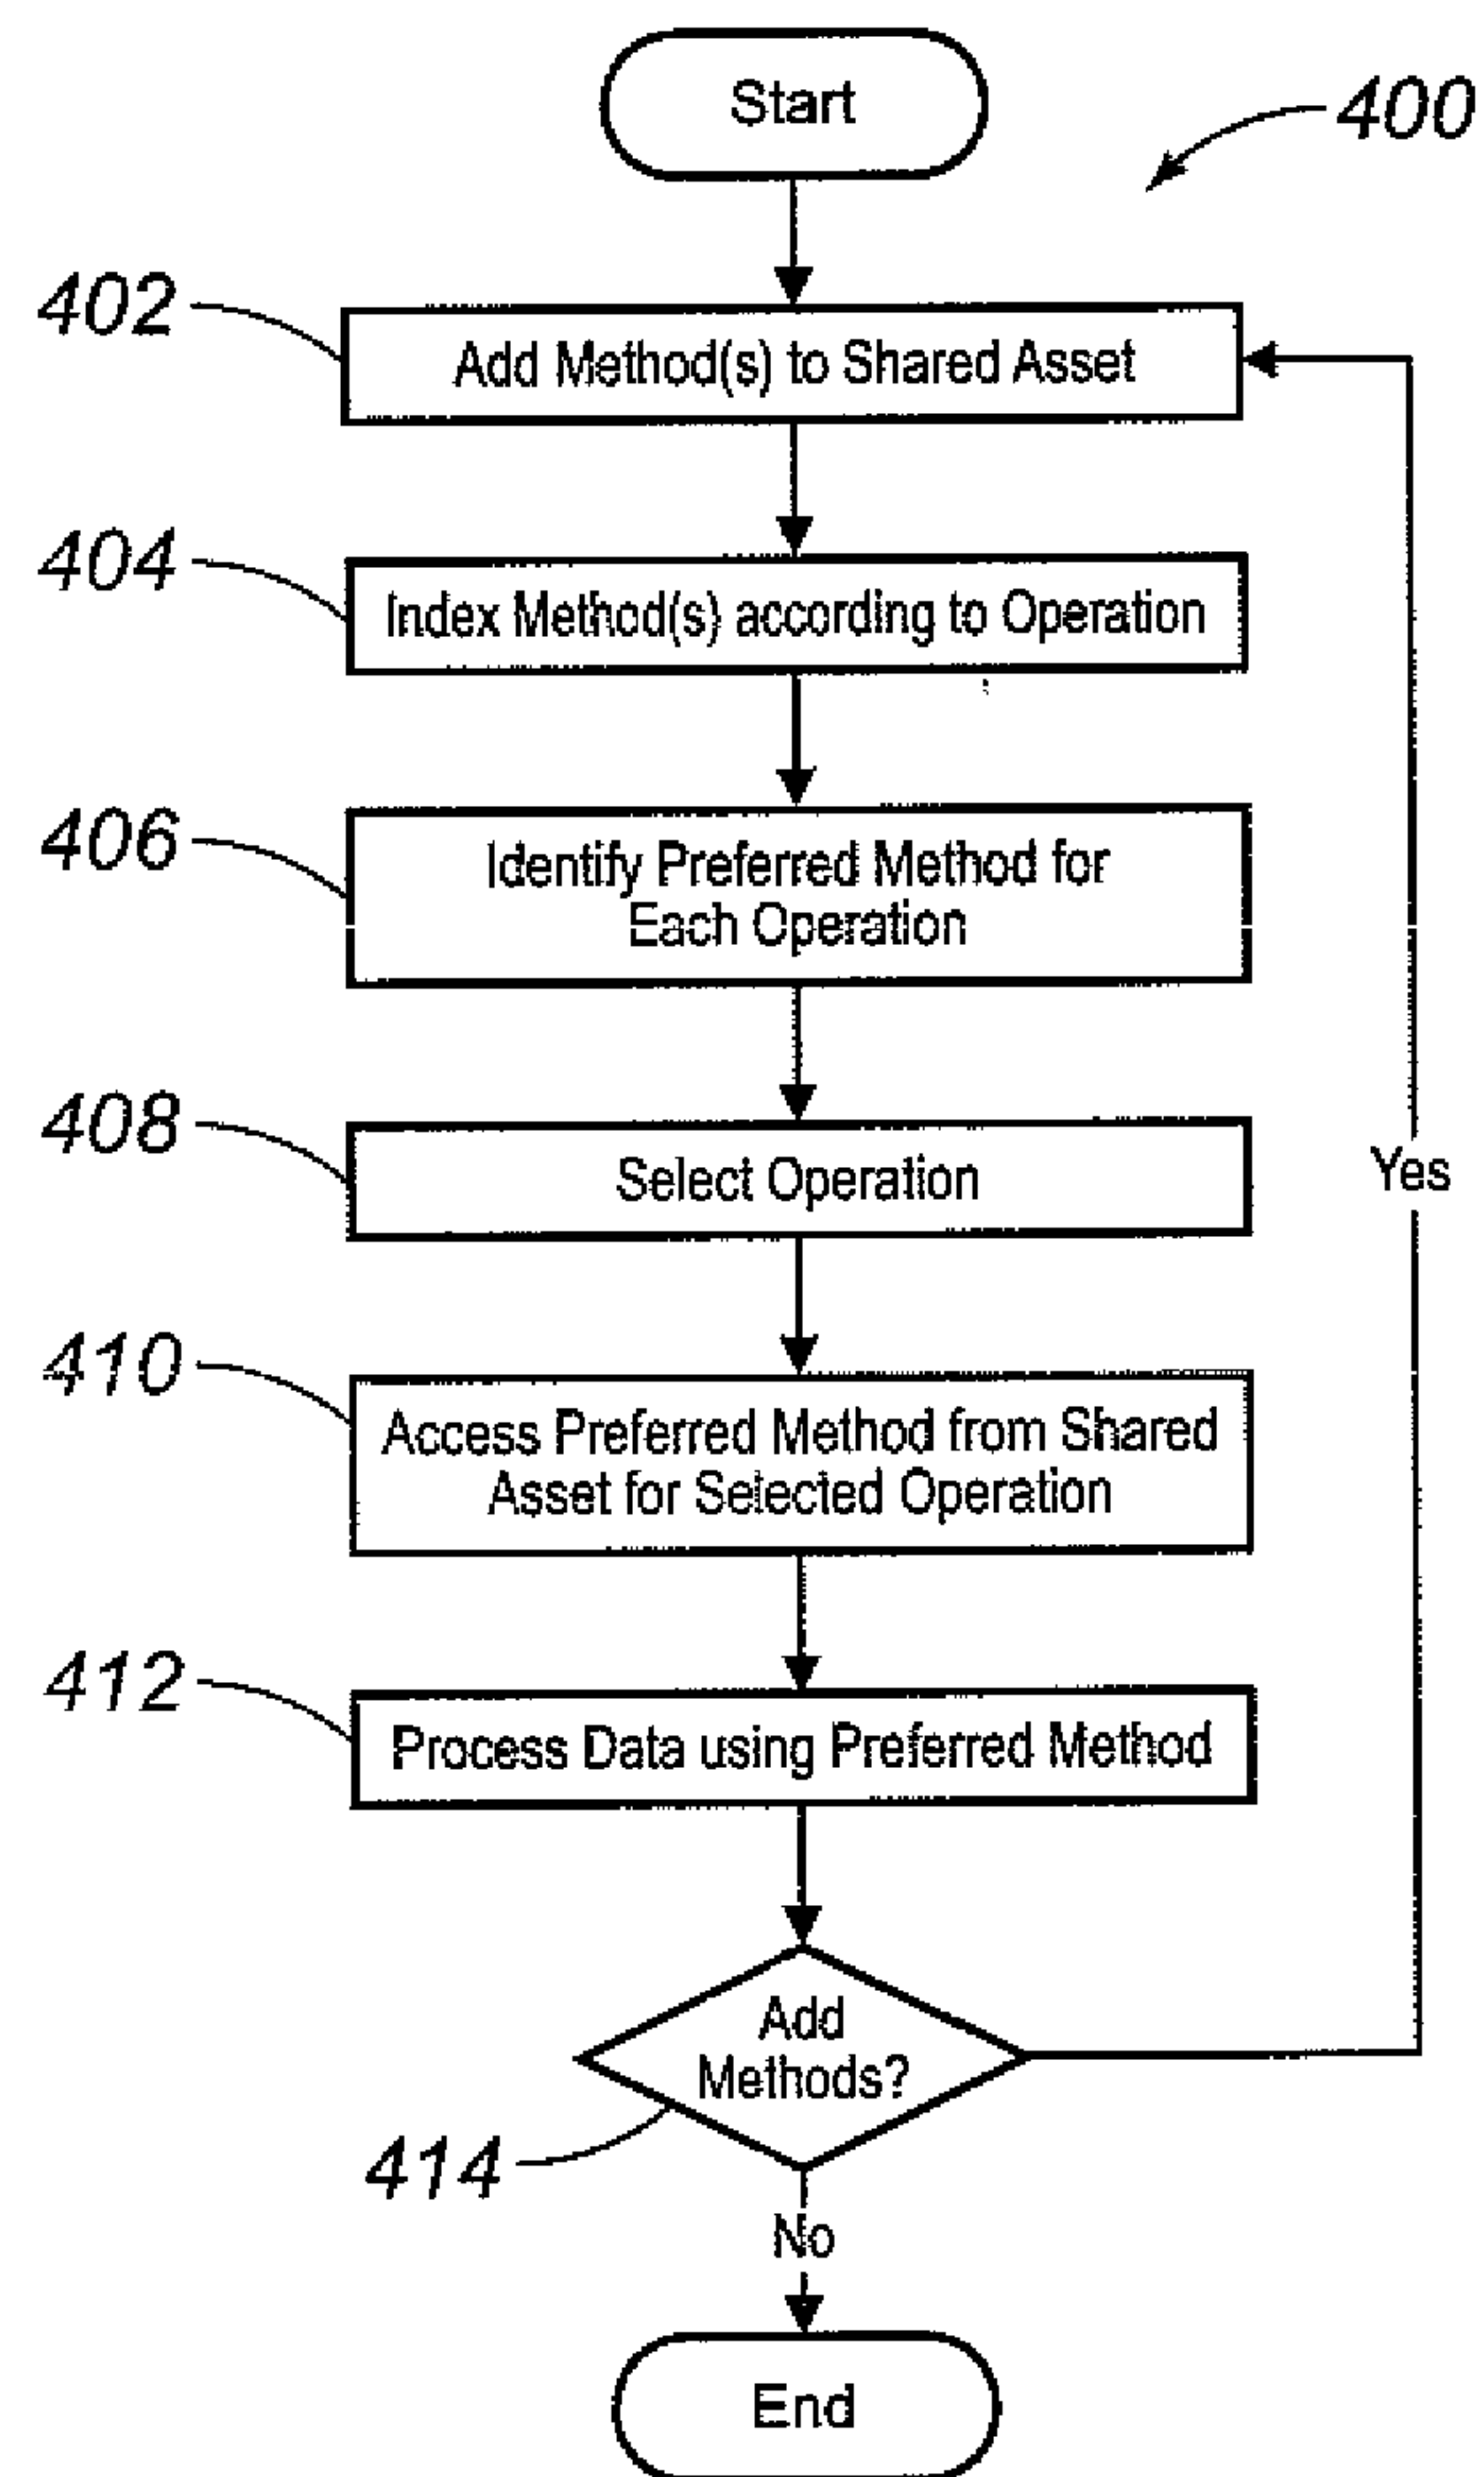 Start
400
402
Add Method(s) to Shared Asset
404
Index Method(s) according to Operation
406
Identify Preferred Method for
Each Operation
408
Select Operation
Yes
410
Access Preferred Method from Shared
Asset for Selected Operation
412
Process Data using Preferred Method
Add
Methods?
414
No
End